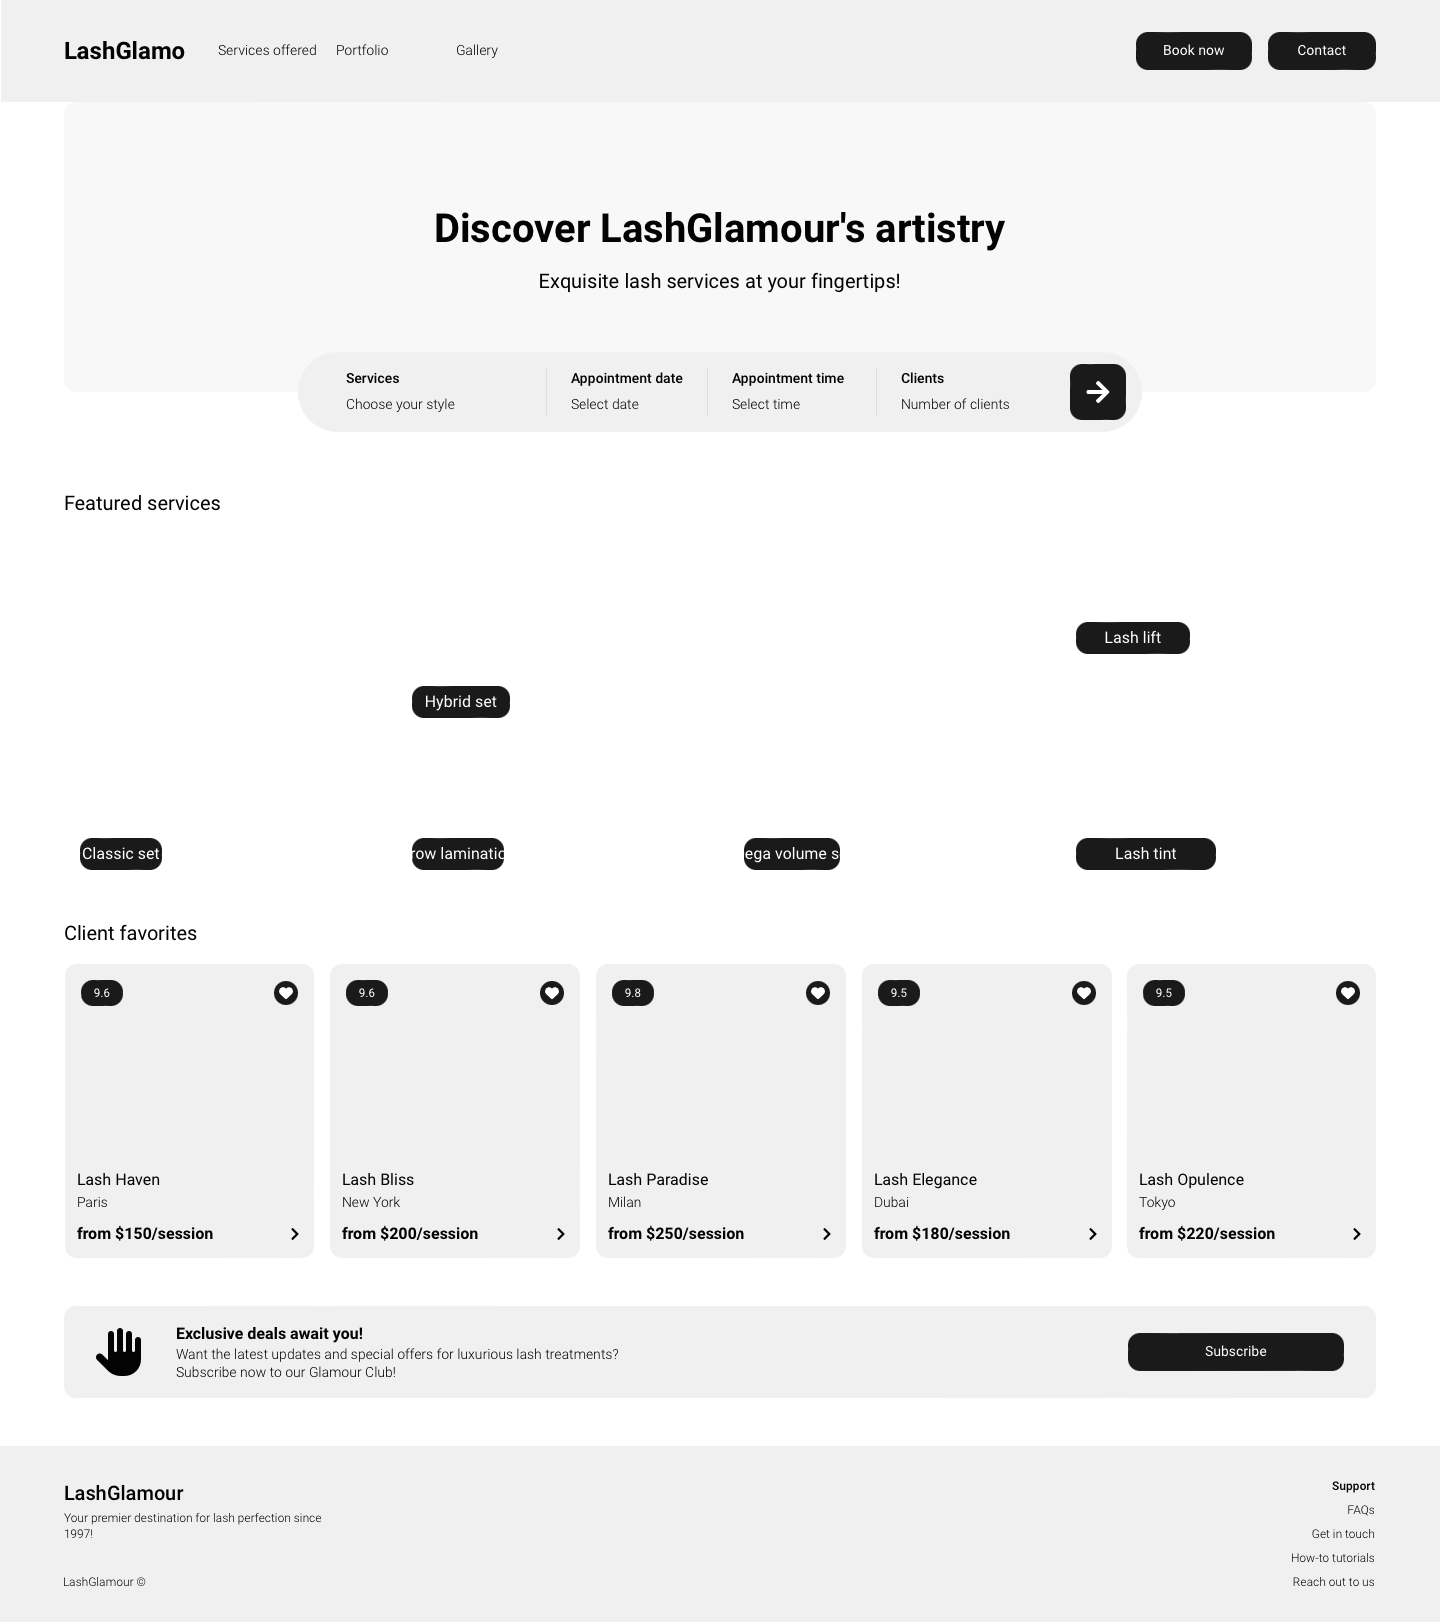 LashGlamo
Services offered
Portfolio
Gallery
Book now
Contact
Discover LashGlamour's artistry
Exquisite lash services at your fingertips!
Services
Choose your style
Appointment date
Select date
Appointment time
Select time
Clients
Number of clients
Featured services
Lash lift
Hybrid set
Classic set
row laminatio
ega volume s
Lash tint
Client favorites
9.6
Lash Haven
Paris
from $150/session
9.6
Lash Bliss
New York
from $200/session
9.8
Lash Paradise
Milan
from $250/session
9.5
Lash Elegance
Dubai
from $180/session
9.5
Lash Opulence
Tokyo
from $220/session
Exclusive deals await you!
Want the latest updates and special offers for luxurious lash treatments?
Subscribe now to our Glamour Club!
Subscribe
LashGlamour
Your premier destination for lash perfection since
1997!
LashGlamour ©
Support
FAQs
Get in touch
How-to tutorials
Reach out to us